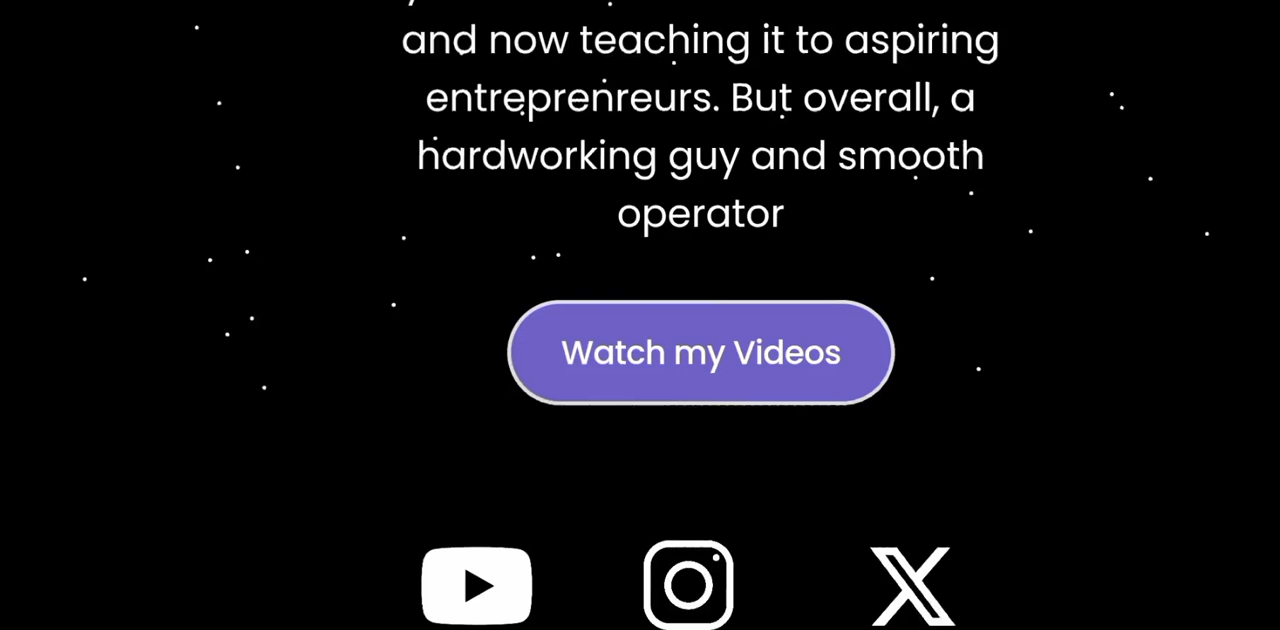 and now teaching it to aspiring
entrepreneurs. But overall, a
hardworking guy and smooth
operator
Watch my Videos